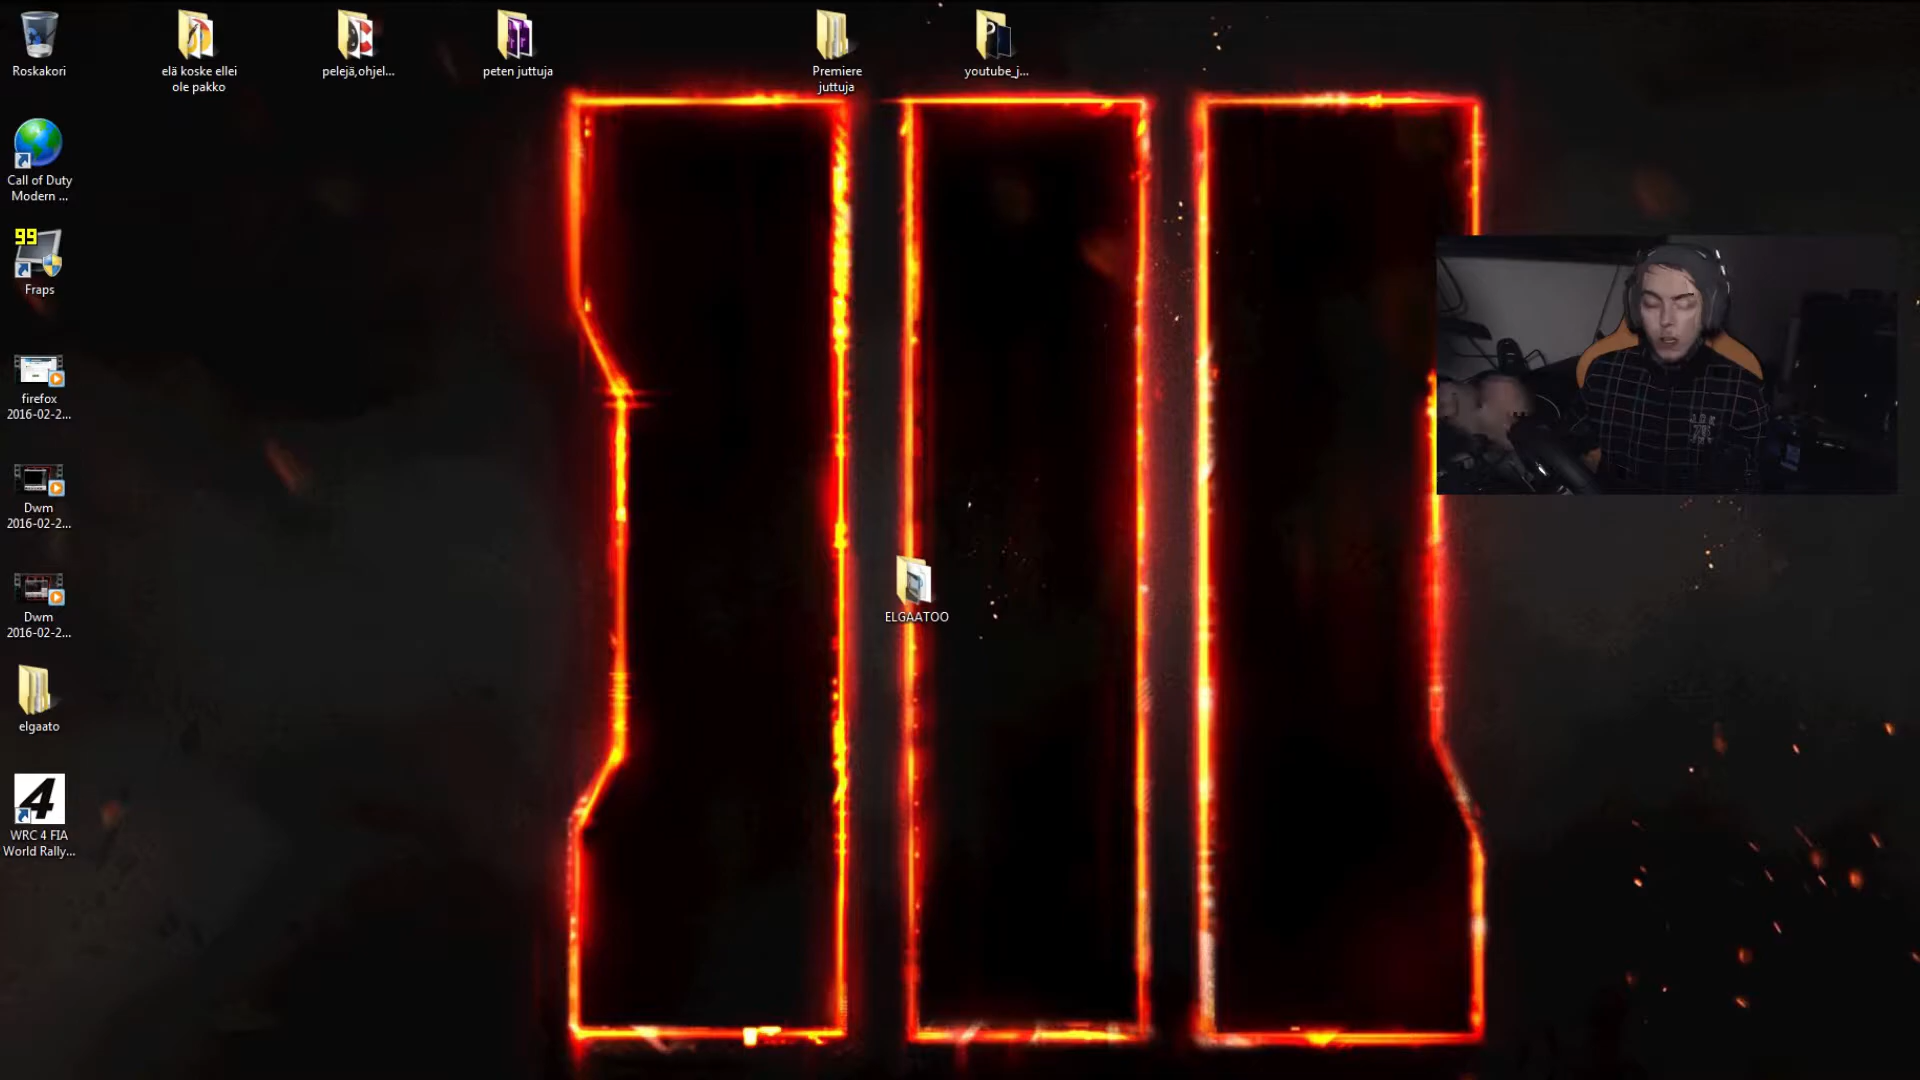 Roskakori
elä koske ellei
ole pakko
pelejä,ohjel...
peten juttuja
Premiere
juttuja
youtube_j...
Call of Duty
Modern ...
99
Fraps
firefox
2016-02-2...
Dwm
2016-02-2...
Dwm
2016-02-2...
elgaato
ELGAATOO
4
WRC 4 FIA
World Rally...